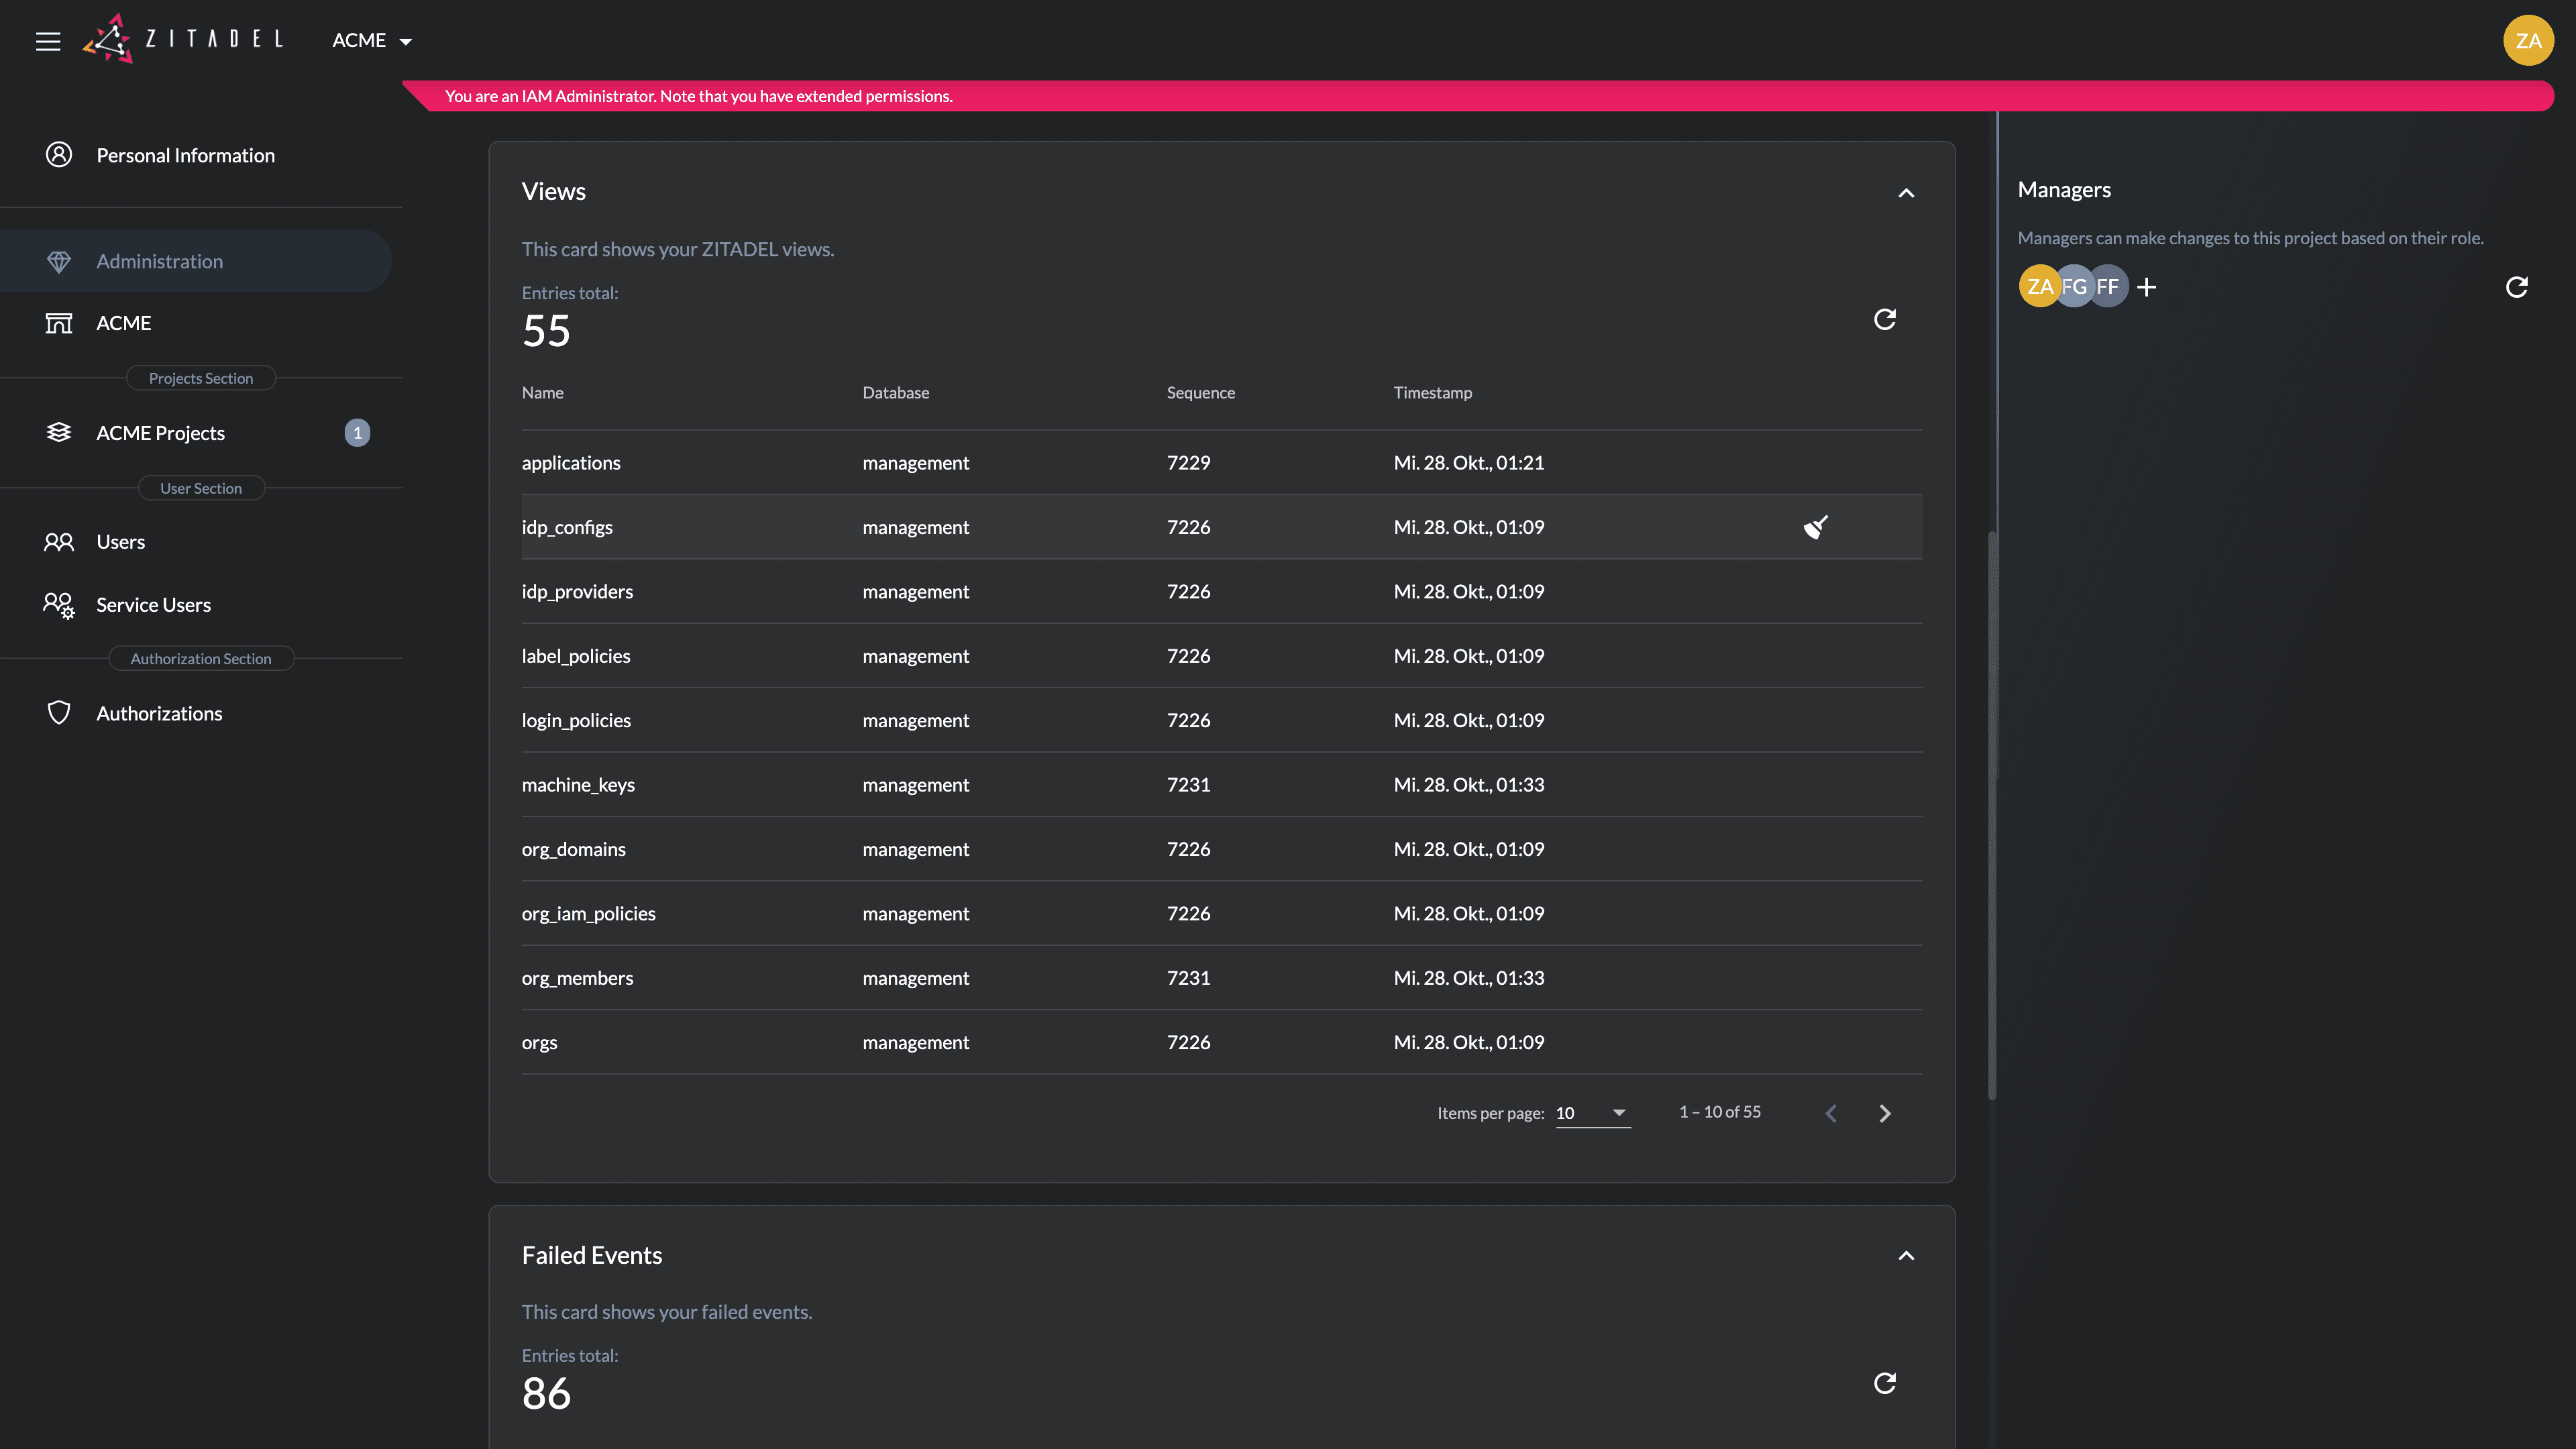 ZITADEL ACME ZA
You are an IAM Administrator. Note that you have extended permissions.
Personal Information
Administration
ACME
Projects Section
ACME Projects 1
User Section
Users
Service Users
Authorization Section
Authorizations
Views
This card shows your ZITADEL views.
Entries total:
55
Name Database Sequence Timestamp
applications management 7229 Mi. 28. Okt., 01:21
idp_configs management 7226 Mi. 28. Okt., 01:09
idp_providers management 7226 Mi. 28. Okt., 01:09
label_policies management 7226 Mi. 28. Okt., 01:09
login_policies management 7226 Mi. 28. Okt., 01:09
machine_keys management 7231 Mi. 28. Okt., 01:33
org_domains management 7226 Mi. 28. Okt., 01:09
org_iam_policies management 7226 Mi. 28. Okt., 01:09
org_members management 7231 Mi. 28. Okt., 01:33
orgs management 7226 Mi. 28. Okt., 01:09
Items per page: 10 1 – 10 of 55
Failed Events
This card shows your failed events.
Entries total:
86
Managers
Managers can make changes to this project based on their role.
ZA FG FF